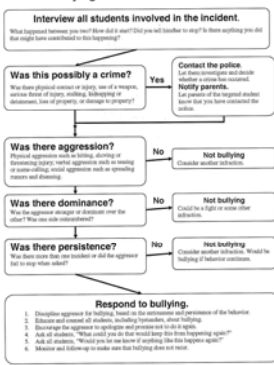 Interview all students involved in the incident.
What happened between you two? How did it start? Did you tell him/her to stop? Is there anything you did
that might have contributed to this happening?
Was this possibly a crime?
Was there physical contact or injury, use of a weapon,
serious threat of injury, stalking, kidnapping or
detainment, loss of property, or damage to property?
Yes
Contact the police.
Let them investigate and decide
whether a crime has occurred.
Notify parents.
Let parents of the targeted student
know that you have contacted the
police.
Was there aggression?
Physical aggression such as hitting, shoving or
threatening injury; verbal aggression such as teasing
or name-calling; social aggression such as spreading
rumors and shunning.
No
Not bullying
Consider another infraction.
Was there dominance?
Was the aggressor stronger or dominant over the
other? Was one side outnumbered?
No
Not bullying
Could be a fight or some other
infraction.
Was there persistence?
Was there more than one incident or did the aggressor
fail to stop when asked?
No
Not bullying
Consider another infraction. Would be
bullying if behavior continues.
Respond to bullying.
1. Discipline aggressor for bullying, based on the seriousness and persistence of the behavior.
2. Educate and counsel all students, including bystanders, about bullying.
3. Encourage the aggressor to apologize and promise not to do it again.
4. Ask all students, "What could you do that would keep this from happening again?"
5. Ask all students, "Would you let me know if anything like this happens again?"
6. Monitor and follow-up to make sure that bullying does not recur.